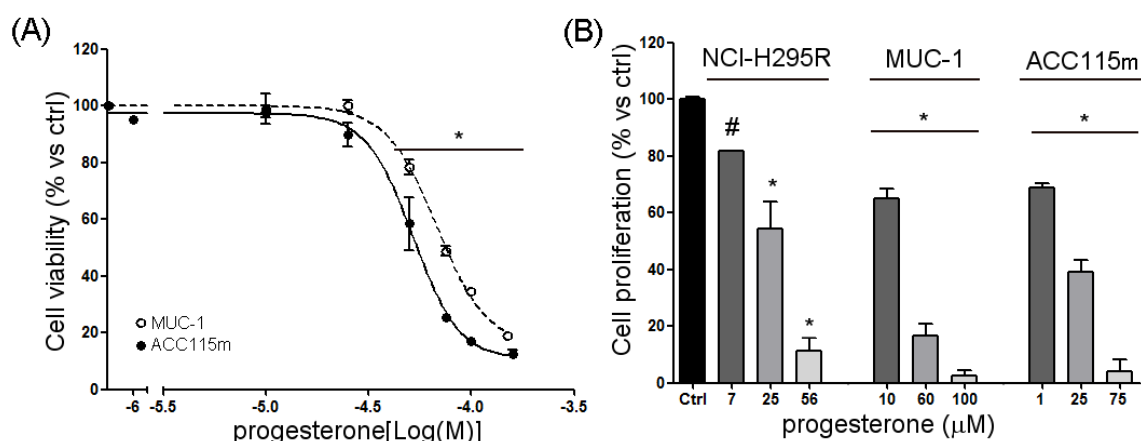 (A)
120
100
80
60
40
20
0
Cell viability (% vs ctrl)
*
MUC-1
ACC115m
-6 -5.5 -5.0 -4.5 -4.0 -3.5
progesterone[Log(M)]
(B)
120
100
80
60
40
20
0
Cell proliferation (% vs ctrl)
NCI-H295R MUC-1 ACC115m
# * * * *
Ctrl 7 25 56 10 60 100 1 25 75
progesterone (μM)